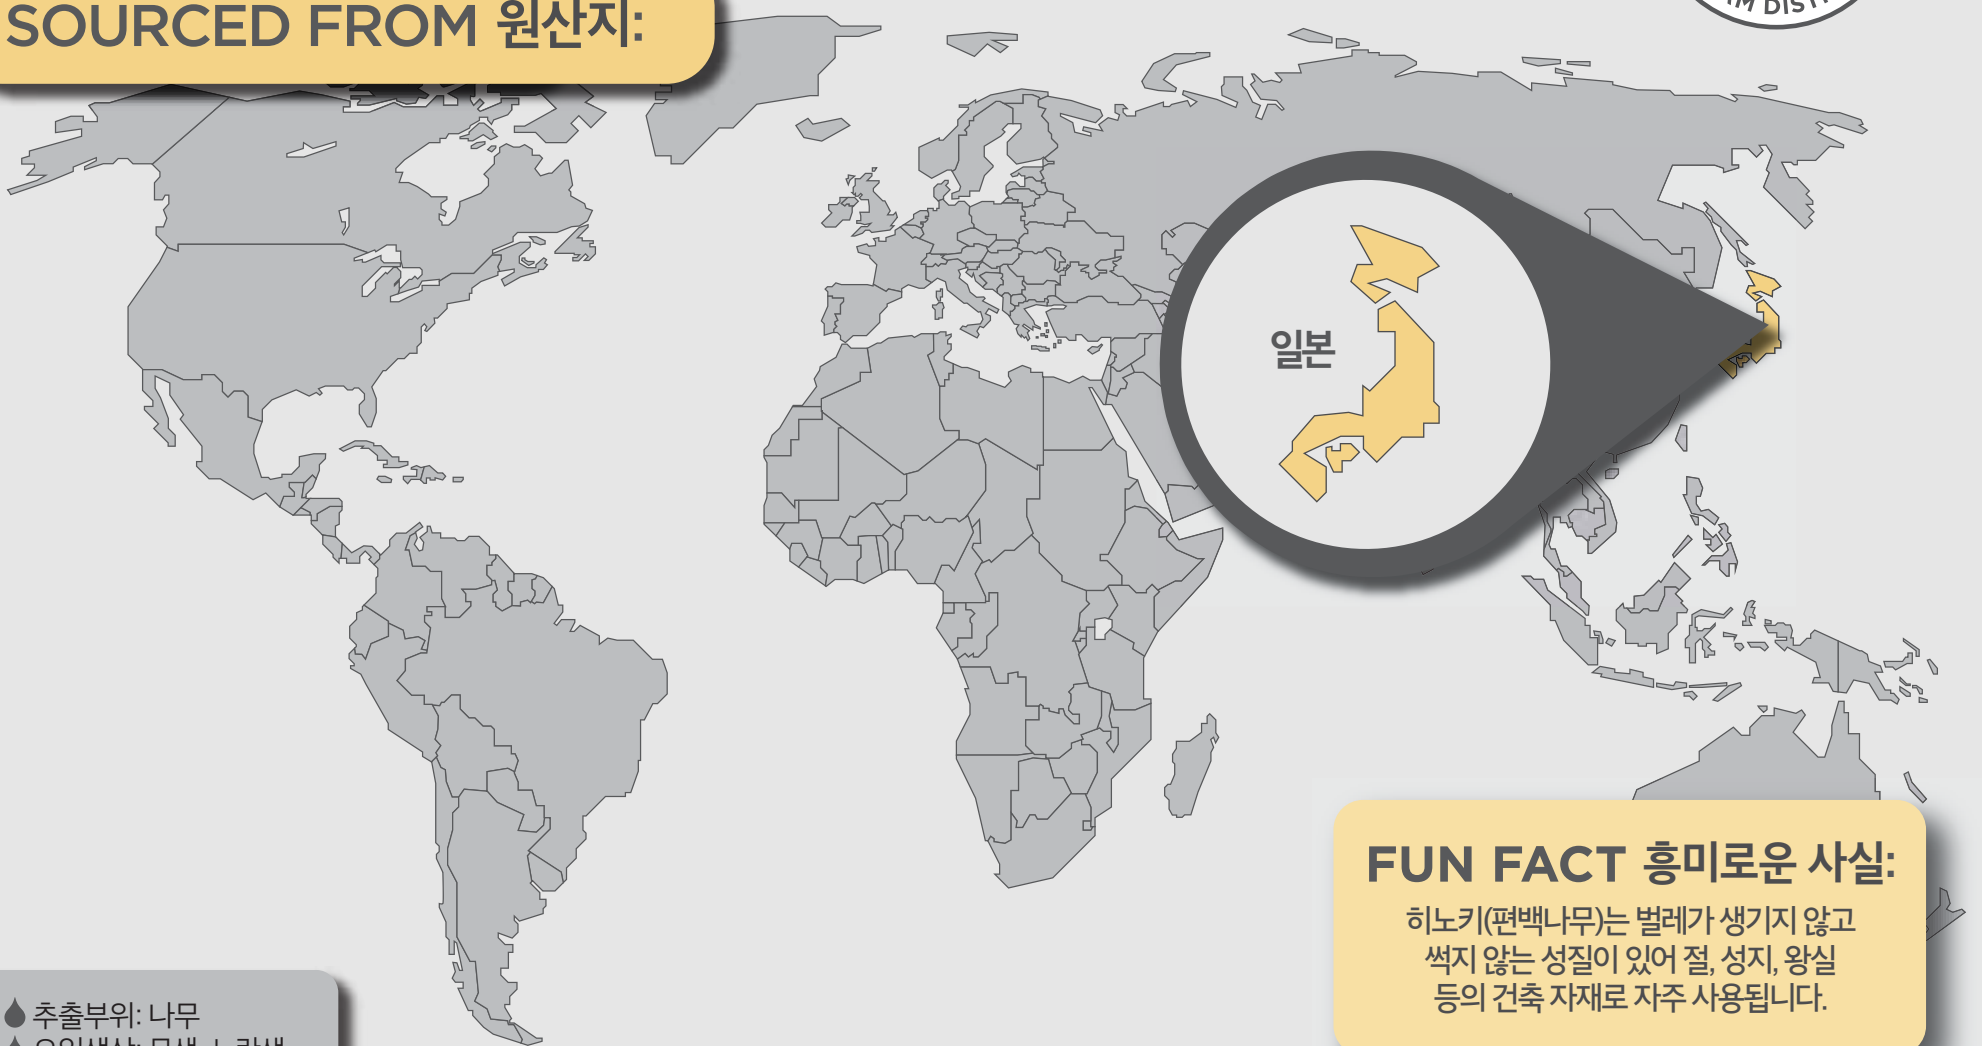 SOURCED FROM 원산지:
DIST
일본
FUN FACT 흥미로운 사실:
히노키(편백나무)는 벌레가 생기지 않고
썩지 않는 성질이 있어 절, 성지, 왕실
등의 건축 자재로 자주 사용됩니다.
추출부위: 나무